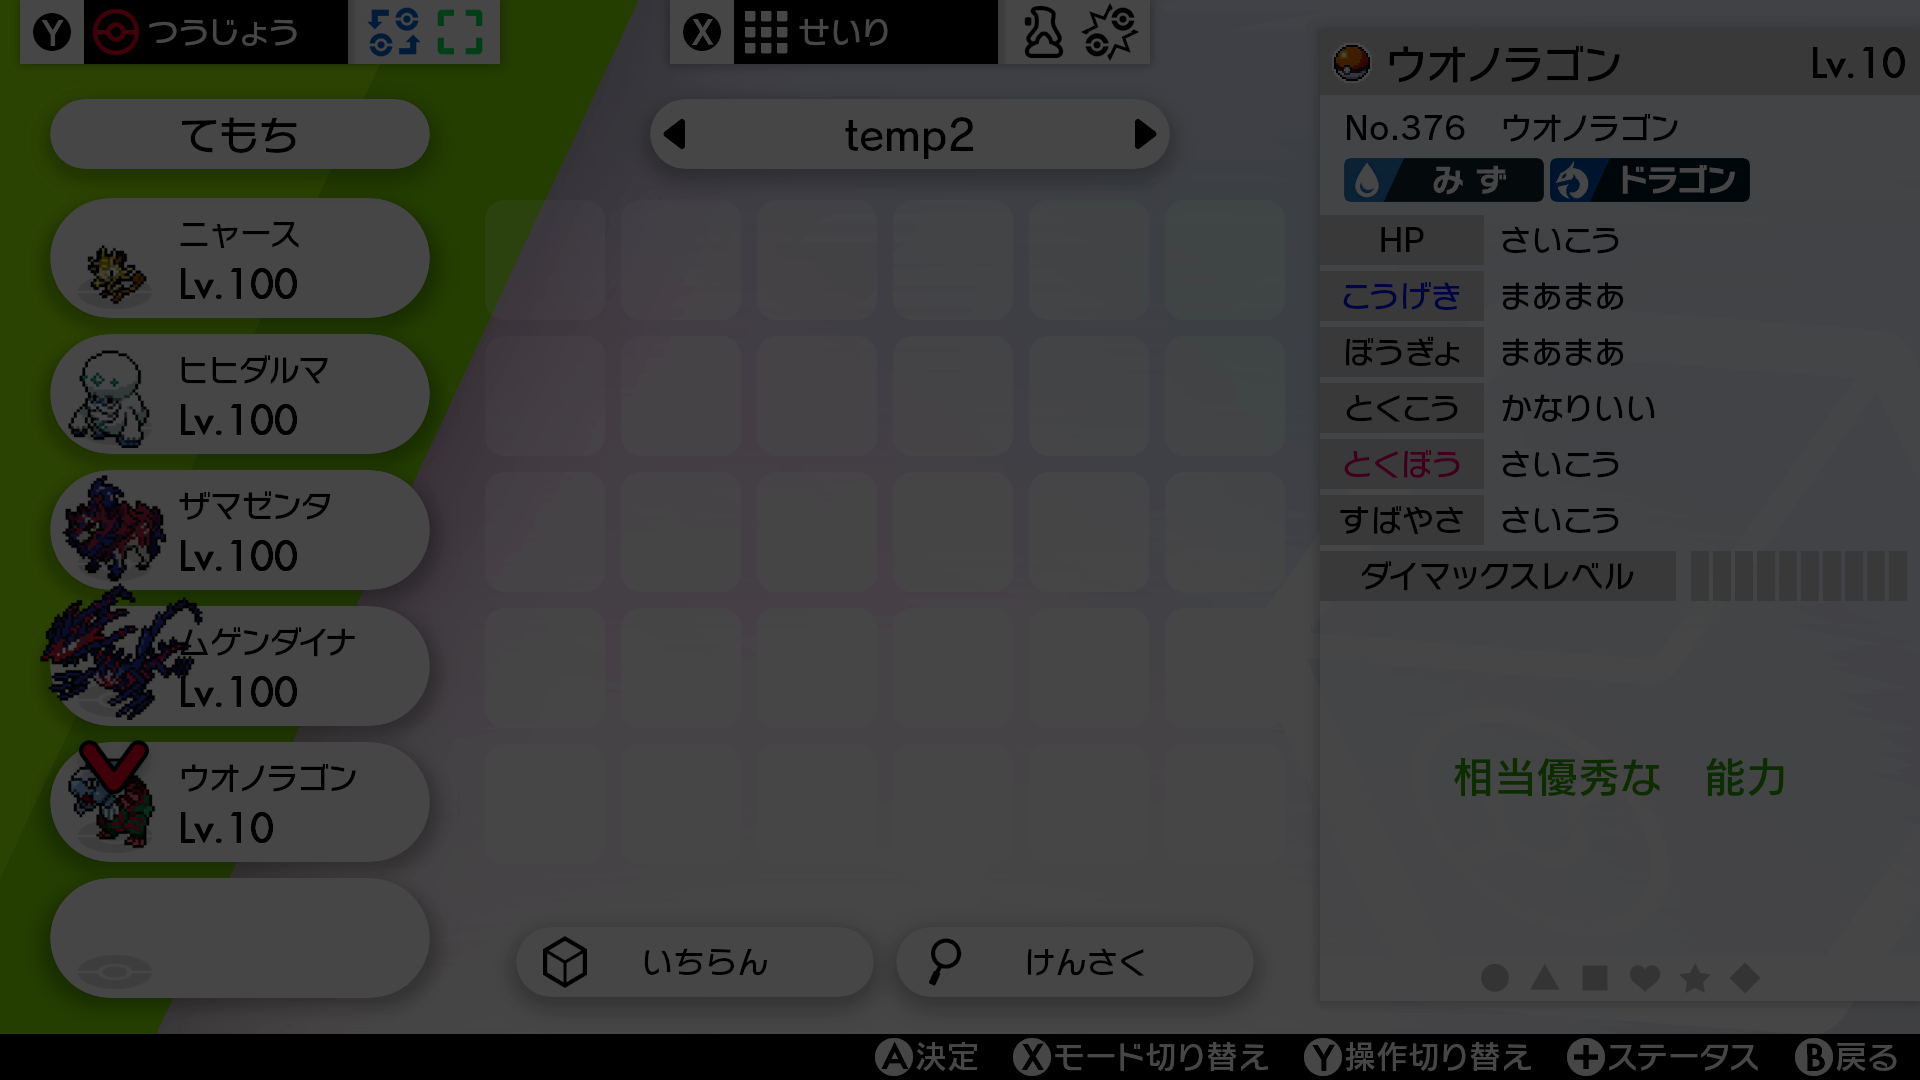 Y つうじょう
X せいり
てもち
ニャース
Lv.100
ヒヒダルマ
Lv.100
ザマゼンタ
Lv.100
ムゲンダイナ
Lv.100
ウオノラゴン
Lv.10
temp2
いちらん
けんさく
ウオノラゴン Lv.10
No.376 ウオノラゴン
みず ドラゴン
HP さいこう
こうげき まあまあ
ぼうぎょ まあまあ
とくこう かなりいい
とくぼう さいこう
すばやさ さいこう
ダイマックスレベル
相当優秀な 能力
A決定 Xモード切り替え Y操作切り替え +ステータス B戻る